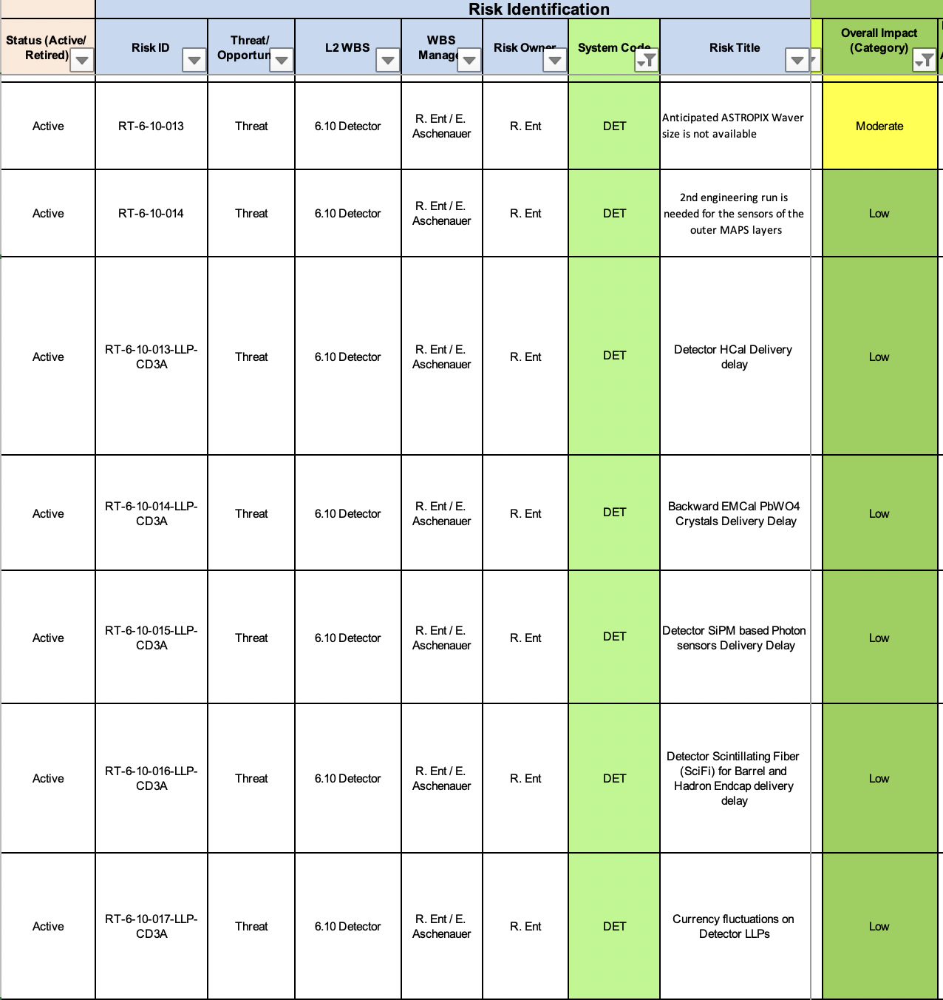 Risk Identification
Status (Active/
Retired)
Risk ID
Threat/
Opportun
L2 WBS
WBS
Manage
Risk Owner
System Code
Risk Title
Overall Impact
(Category)
Active
RT-6-10-013
Threat
6.10 Detector
R. Ent / E.
Aschenauer
R. Ent
DET
Anticipated ASTROPIX Waver
size is not available
Moderate
Active
RT-6-10-014
Threat
6.10 Detector
R. Ent / E.
Aschenauer
R. Ent
DET
2nd engineering run is
needed for the sensors of the
outer MAPS layers
Low
Active
RT-6-10-013-LLP-
CD3A
Threat
6.10 Detector
R. Ent / E.
Aschenauer
R. Ent
DET
Detector HCal Delivery
delay
Low
Active
RT-6-10-014-LLP-
CD3A
Threat
6.10 Detector
R. Ent / E.
Aschenauer
R. Ent
DET
Backward EMCal PbWO4
Crystals Delivery Delay
Low
Active
RT-6-10-015-LLP-
CD3A
Threat
6.10 Detector
R. Ent / E.
Aschenauer
R. Ent
DET
Detector SiPM based Photon
sensors Delivery Delay
Low
Active
RT-6-10-016-LLP-
CD3A
Threat
6.10 Detector
R. Ent / E.
Aschenauer
R. Ent
DET
Detector Scintillating Fiber
(SciFi) for Barrel and
Hadron Endcap delivery
delay
Low
Active
RT-6-10-017-LLP-
CD3A
Threat
6.10 Detector
R. Ent / E.
Aschenauer
R. Ent
DET
Currency fluctuations on
Detector LLPs
Low